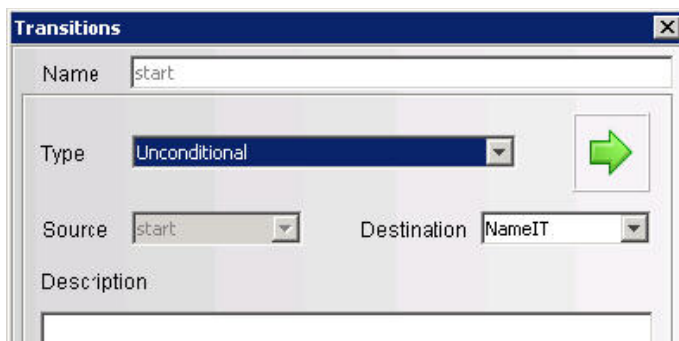 Transitions
Name start
Type Unconditional
Source start Destination NameIT
Description